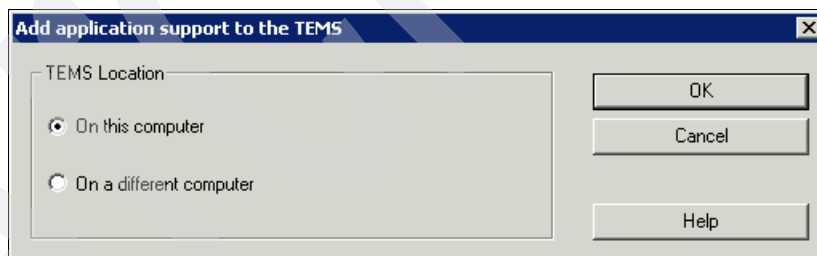 Add application support to the TEMS
TEMS Location
On this computer
On a different computer
OK
Cancel
Help